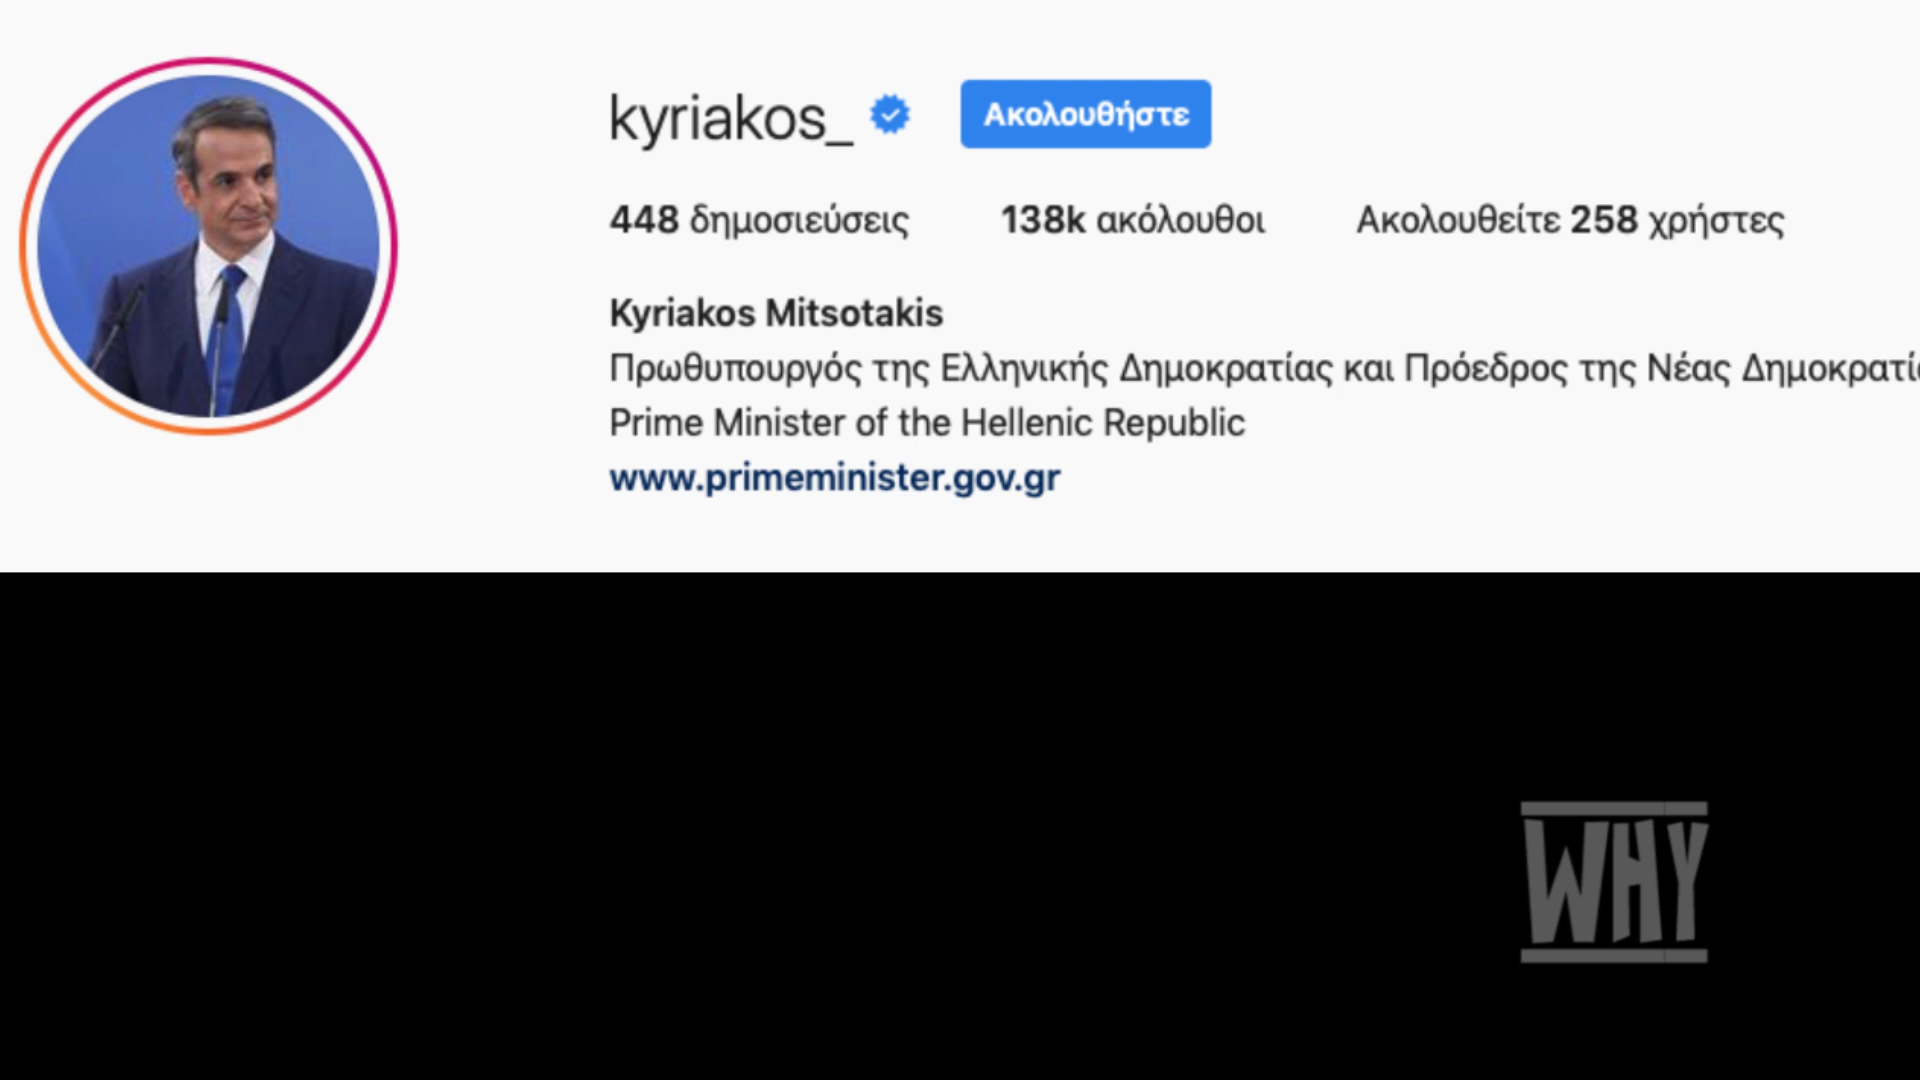 kyriakos_ Ακολουθήστε
448 δημοσιεύσεις 138k ακόλουθοι Ακολουθείτε 258 χρήστες
Kyriakos Mitsotakis
Πρωθυπουργός της Ελληνικής Δημοκρατίας και Πρόεδρος της Νέας
Prime Minister of the Hellenic Republic
www.primeminister.gov.gr
WHY